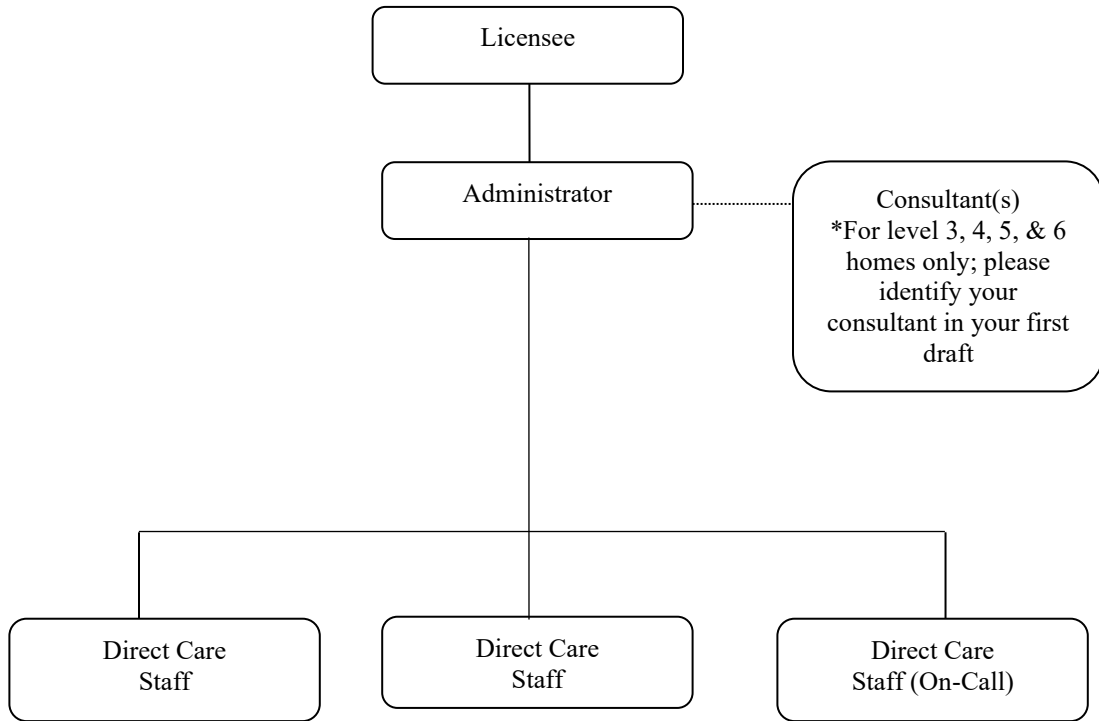 Licensee
Administrator
Consultant(s)
*For level 3, 4, 5, & 6
homes only; please
identify your
consultant in your first
draft
Direct Care
Staff
Direct Care
Staff
Direct Care
Staff (On-Call)